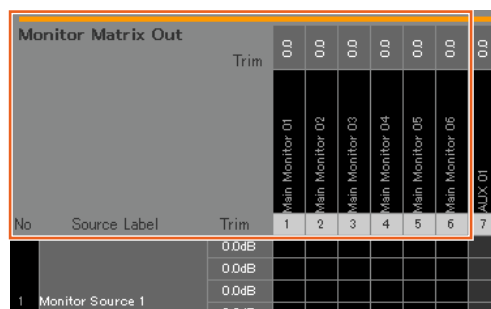 Monitor Matrix Out
Trim
0.0 0.0 0.0 0.0 0.0 0.0 0.0
Main Monitor 01
Main Monitor 02
Main Monitor 03
Main Monitor 04
Main Monitor 05
Main Monitor 06
AUX 01
No Source Label Trim 1 2 3 4 5 6 7
0.0dB
0.0dB
0.0dB
1 Monitor Source 1